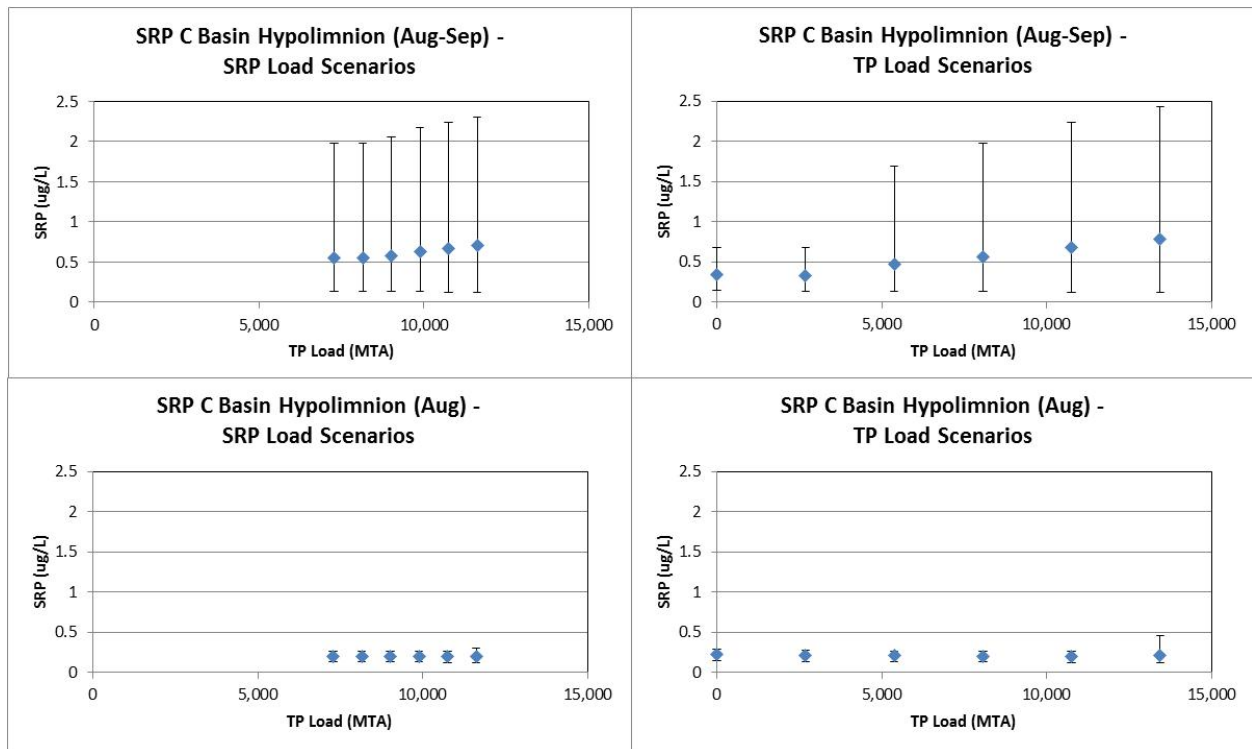 SRP C Basin Hypolimnion (Aug-Sep) -
SRP Load Scenarios
2.5
2
1.5
1
0.5
0
SRP (ug/L)
0 5,000 10,000 15,000
TP Load (MTA)
SRP C Basin Hypolimnion (Aug-Sep) -
TP Load Scenarios
2.5
2
1.5
1
0.5
0
SRP (ug/L)
0 5,000 10,000 15,000
TP Load (MTA)
SRP C Basin Hypolimnion (Aug) -
SRP Load Scenarios
2.5
2
1.5
1
0.5
0
SRP (ug/L)
0 5,000 10,000 15,000
TP Load (MTA)
SRP C Basin Hypolimnion (Aug) -
TP Load Scenarios
2.5
2
1.5
1
0.5
0
SRP (ug/L)
0 5,000 10,000 15,000
TP Load (MTA)